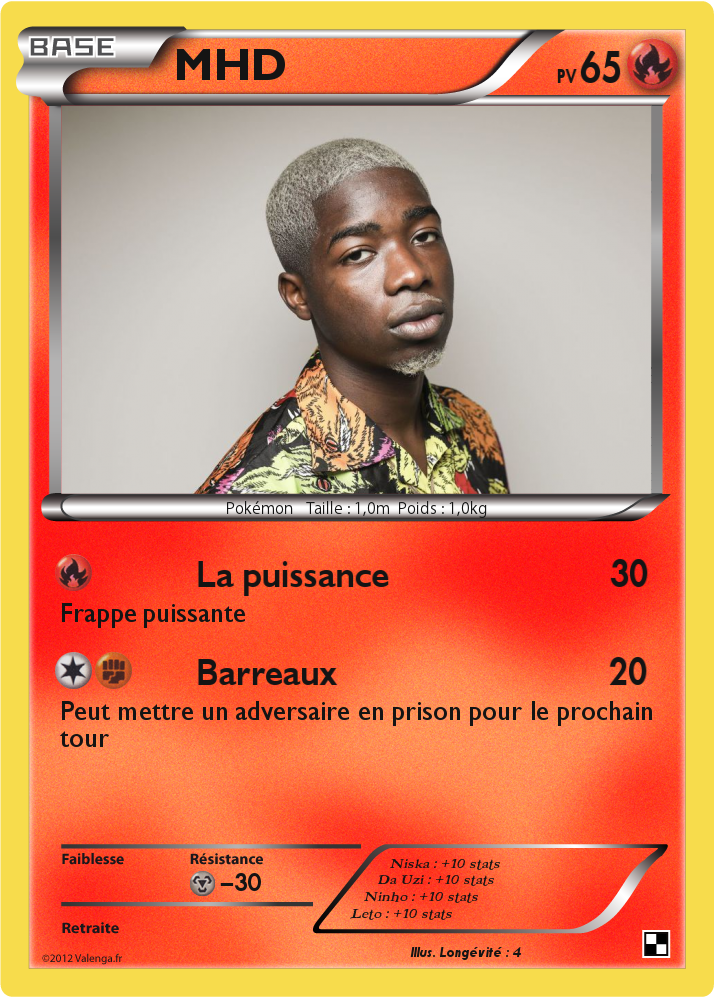 BASE
MHD
PV 65
Pokémon Taille : 1,0m Poids : 1,0kg
La puissance 30
Frappe puissante
Barreaux 20
Peut mettre un adversaire en prison pour le prochain
tour
Faiblesse Résistance
–30
Niska : +10 stats
Da Uzi : +10 stats
Ninho : +10 stats
Leto : +10 stats
Retraite
Illus. Longévité : 4
©2012 Valenga.fr